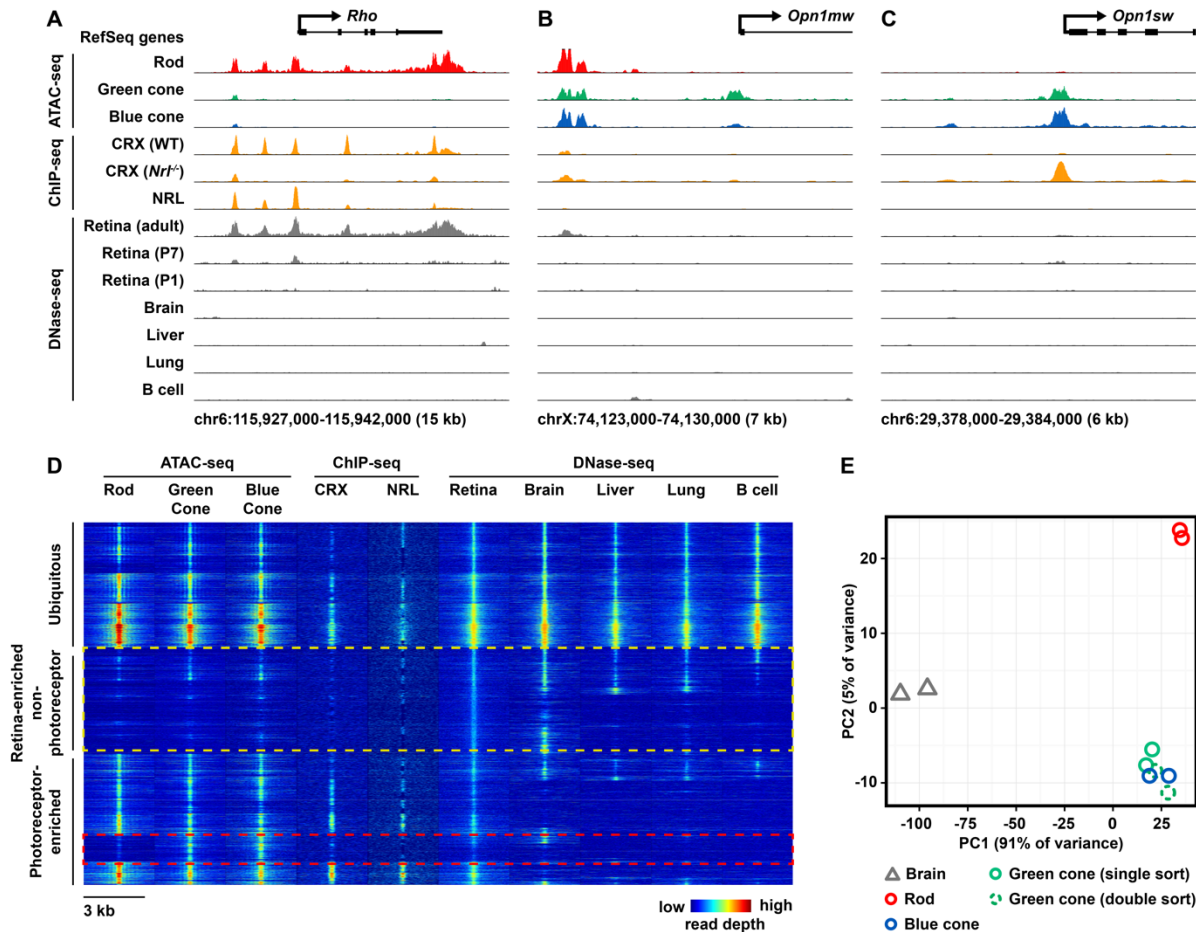 A
Rho
B
Opn1mw
C
Opn1sw
RefSeq genes
ATAC-seq
Rod
Green cone
Blue cone
ChIP-seq
CRX (WT)
CRX (Nrl-/-)
NRL
DNase-seq
Retina (adult)
Retina (P7)
Retina (P1)
Brain
Liver
Lung
B cell
chr6:115,927,000-115,942,000 (15 kb)
chrX:74,123,000-74,130,000 (7 kb)
chr6:29,378,000-29,384,000 (6 kb)
D
ATAC-seq
ChIP-seq
DNase-seq
Rod
Green
Cone
Blue
Cone
CRX
NRL
Retina
Brain
Liver
Lung
B cell
Ubiquitous
Retina-enriched
non-
photoreceptor
Photoreceptor-
enriched
3 kb
low
high
read depth
E
PC2 (5% of variance)
20
10
0
-10
-100
-75
-50
-25
0
25
PC1 (91% of variance)
Brain
Rod
Blue cone
Green cone (single sort)
Green cone (double sort)